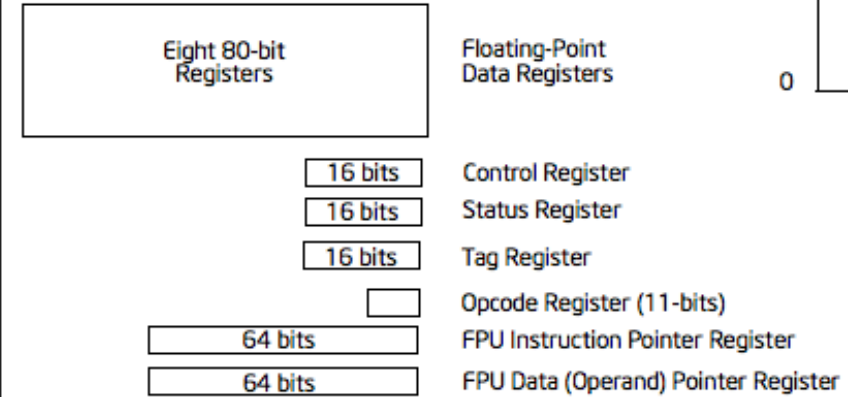 Eight 80-bit
Registers
Floating-Point
Data Registers
0
16 bits Control Register
16 bits Status Register
16 bits Tag Register
Opcode Register (11-bits)
64 bits FPU Instruction Pointer Register
64 bits FPU Data (Operand) Pointer Register